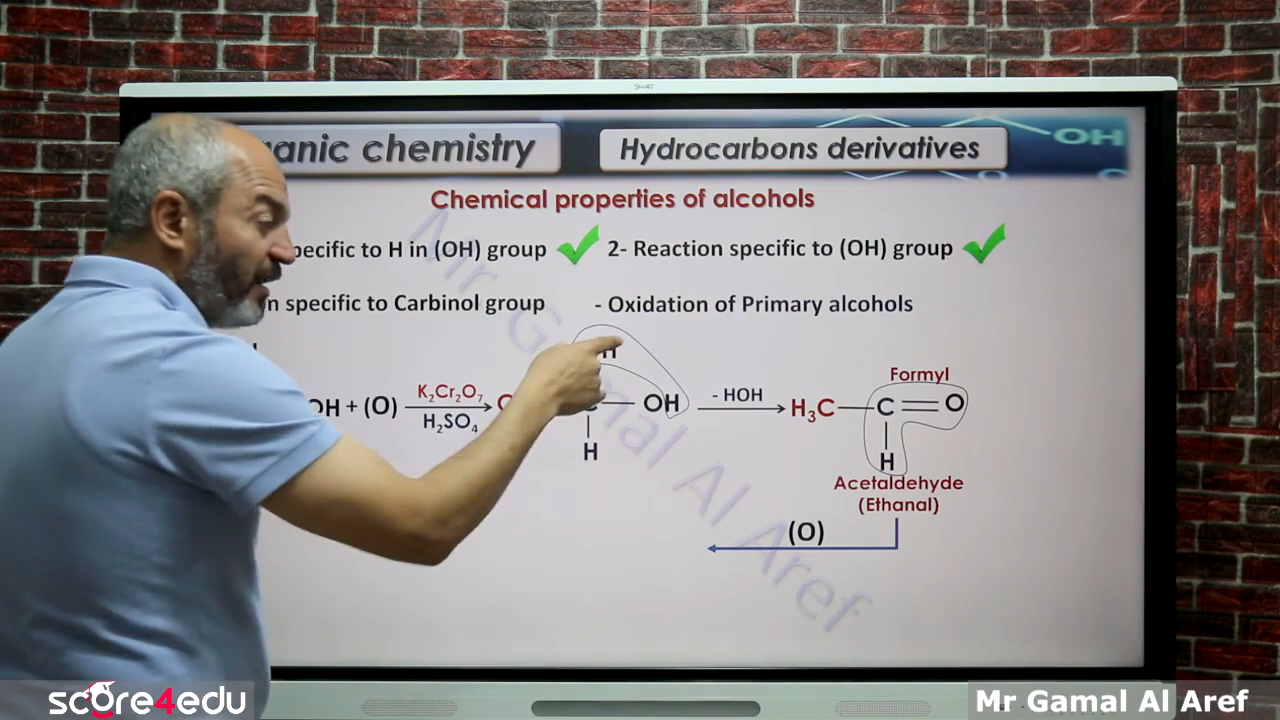 SMART
anic chemistry
Hydrocarbons derivatives
OH
Chemical properties of alcohols
pecific to H in (OH) group
2- Reaction specific to (OH) group
n specific to Carbinol group
- Oxidation of Primary alcohols
OH + (O)
K₂Cr₂O₇
H₂SO₄
H
C
OH
H
- HOH
H₃C
C
O
H
Formyl
Acetaldehyde
(Ethanal)
(O)
Mr Gamal Al Aref
score4edu
Mr Gamal Al Aref